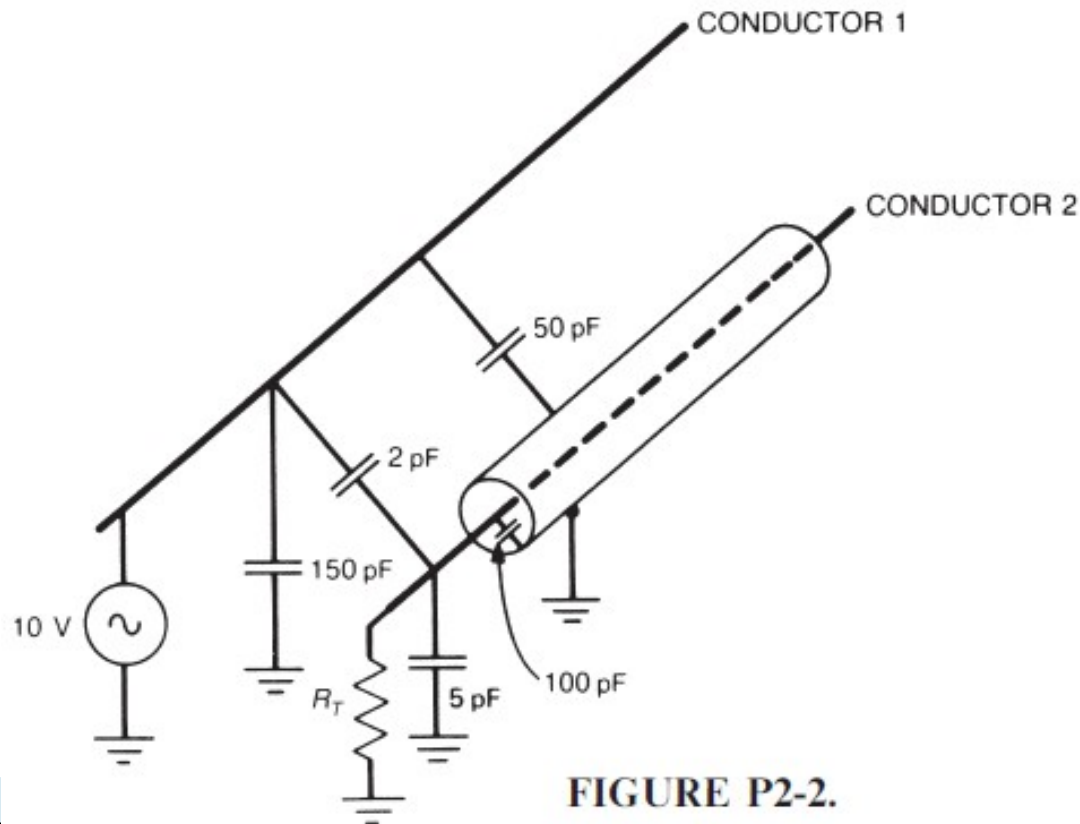 CONDUCTOR 1
CONDUCTOR 2
50 pF
2 pF
150 pF
10 V
100 pF
R_T
5 pF
FIGURE P2-2.